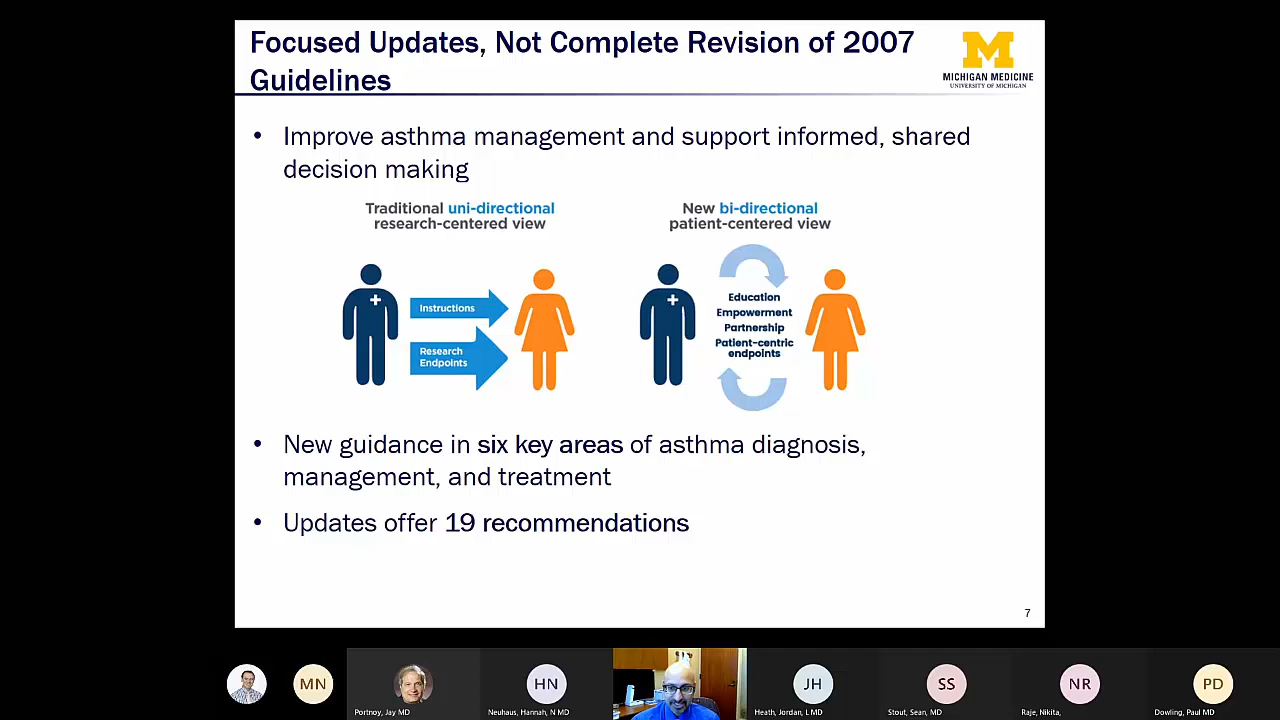 Focused Updates, Not Complete Revision of 2007
Guidelines
M
MICHIGAN MEDICINE
UNIVERSITY OF MICHIGAN
• Improve asthma management and support informed, shared
decision making
Traditional uni-directional
research-centered view
Instructions
Research
Endpoints
New bi-directional
patient-centered view
Education
Empowerment
Partnership
Patient-centric
endpoints
• New guidance in six key areas of asthma diagnosis,
management, and treatment
• Updates offer 19 recommendations
7
MN
Portnoy, Jay MD
HN
Neuhaus, Hannah, N MD
JH
Heath, Jordan, L MD
SS
Stout, Sean, MD
NR
Raje, Nikita,
PD
Dowling, Paul MD